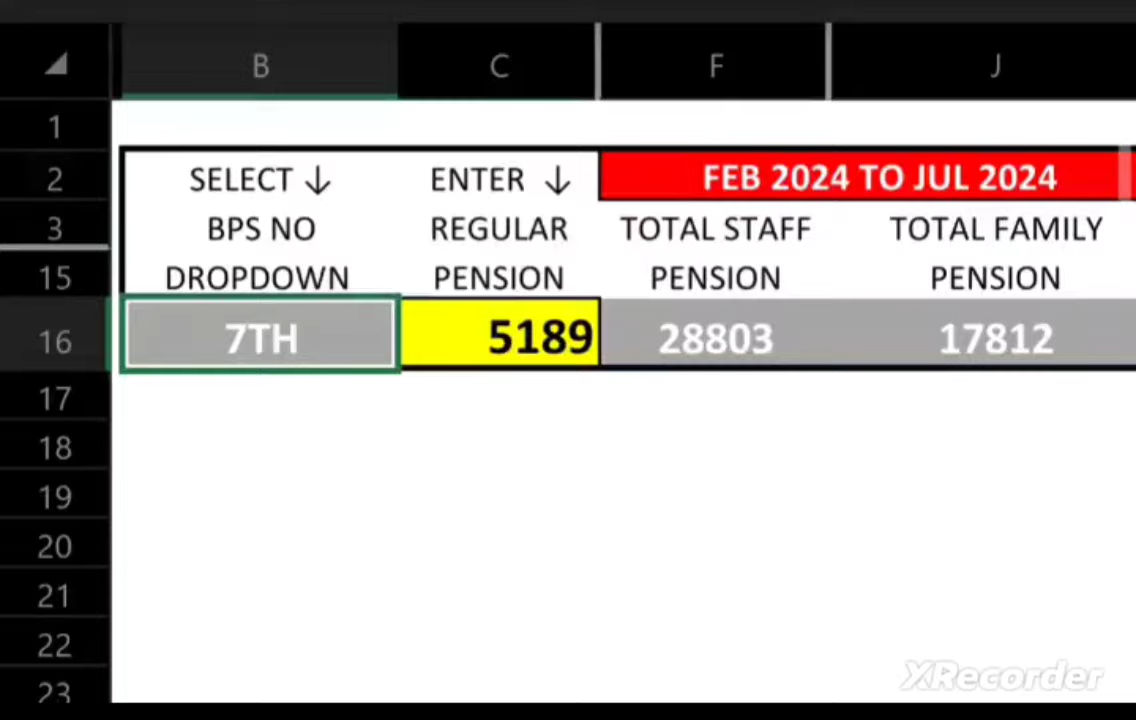 B C F J
1
2 SELECT ↓ ENTER ↓ FEB 2024 TO JUL 2024
3 BPS NO REGULAR TOTAL STAFF TOTAL FAMILY
15 DROPDOWN PENSION PENSION PENSION
16 7TH 5189 28803 17812
17
18
19
20
21
22
23
XRecorder